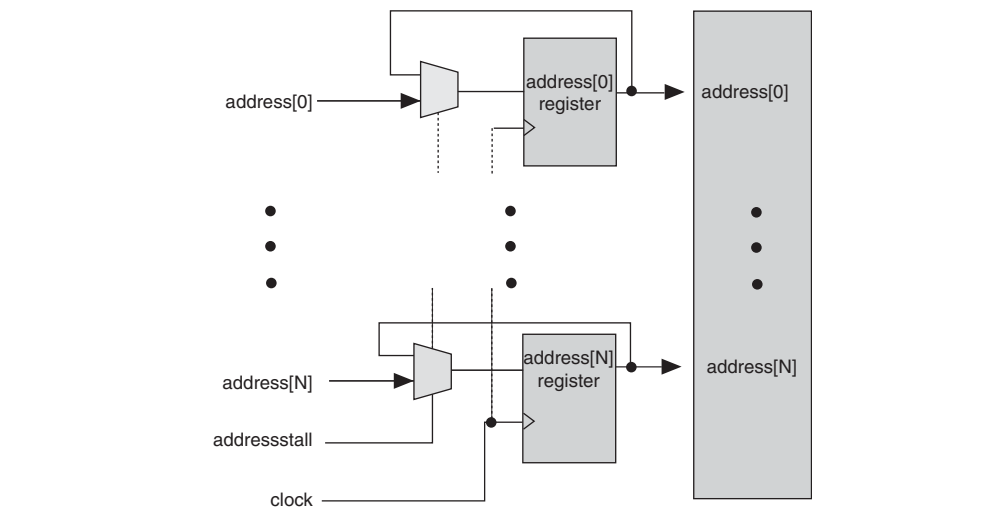 address[0]
address[0]
register
address[0]
address[N]
address[N]
register
address[N]
addressstall
clock